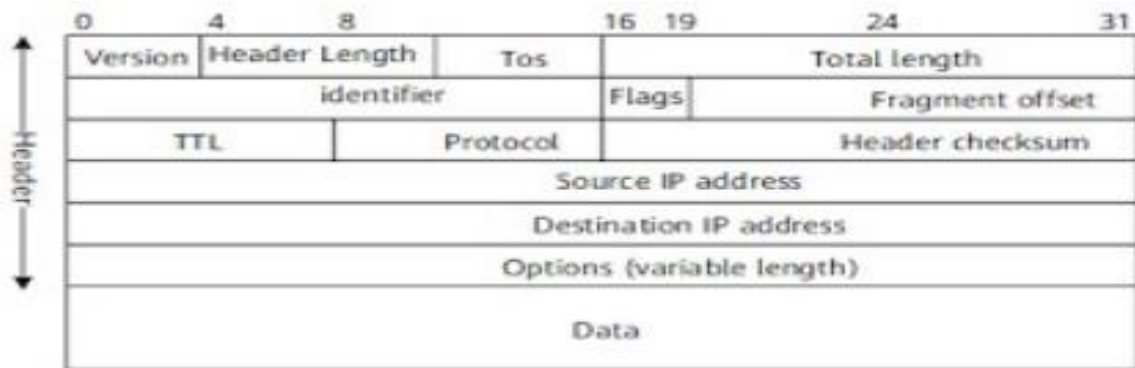 0 4 8 16 19 24 31
Version Header Length Tos Total length
identifier Flags Fragment offset
TTL Protocol Header checksum
Header
Source IP address
Destination IP address
Options (variable length)
Data